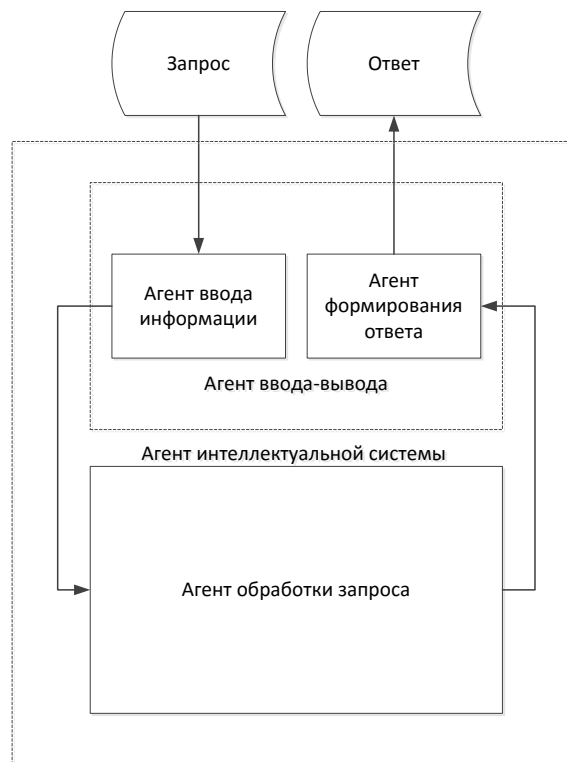 Запрос
Ответ
Агент ввода
информации
Агент
формирования
ответа
Агент ввода-вывода
Агент интеллектуальной системы
Агент обработки запроса